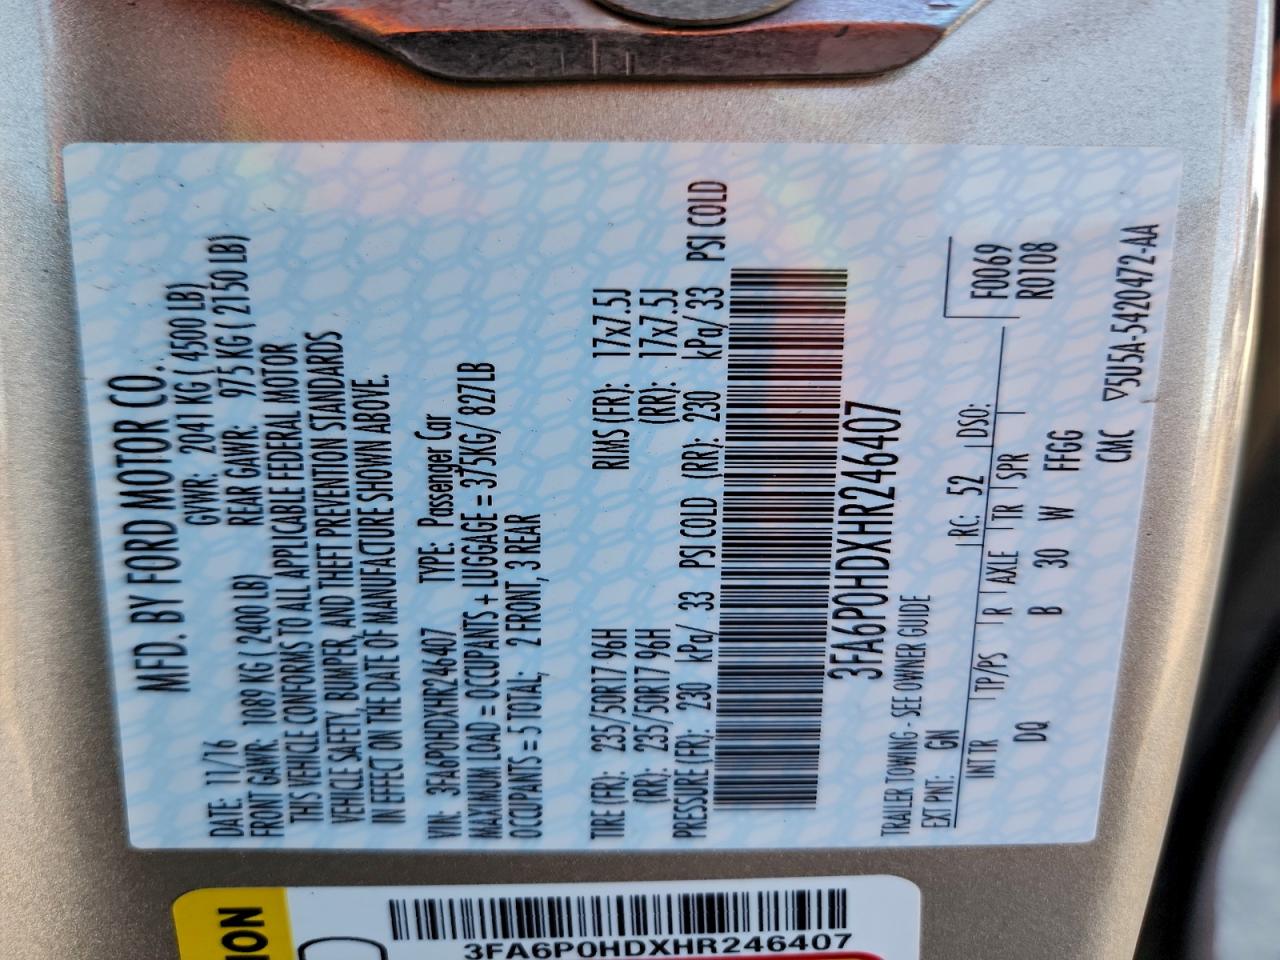 MFD. BY FORD MOTOR CO.
DATE: 11/16 GVWR: 2041 KG ( 4500 LB)
FRONT GAWR: 1089 KG ( 2400 LB) REAR GAWR: 975 KG ( 2150 LB)
THIS VEHICLE CONFORMS TO ALL APPLICABLE FEDERAL MOTOR
VEHICLE SAFETY, BUMPER, AND THEFT PREVENTION STANDARDS
IN EFFECT ON THE DATE OF MANUFACTURE SHOWN ABOVE.
VIN: 3FA6P0HDXHR246407 TYPE: Passenger Car
MAXIMUM LOAD = OCCUPANTS + LUGGAGE = 375KG/ 827LB
OCCUPANTS = 5 TOTAL; 2 FRONT, 3 REAR
TIRE (FR): 235/50R17 96H RIMS (FR): 17x7.5J
(RR): 235/50R17 96H (RR): 17x7.5J
PRESSURE (FR): 230 kPa/ 33 PSI COLD (RR): 230 kPa/ 33 PSI COLD
3FA6P0HDXHR246407
TRAILER TOWING - SEE OWNER GUIDE
EXT PNT: GN RC: 52 DSO:
F0069
R0108
INT TR TP/PS R AXLE TR SPR
DQ B 30 W FFGG
CMC
5U5A-5420472-AA
ION
3FA6P0HDXHR246407